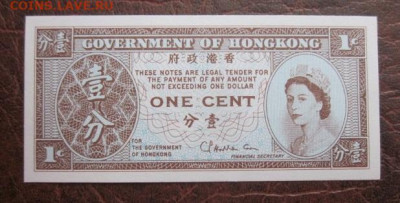 COINS.LAVE.RU
分壹 GOVERNMENT OF HONGKONG 1¢
府政港香
THESE NOTES ARE LEGAL TENDER FOR
THE PAYMENT OF ANY AMOUNT
NOT EXCEEDING ONE DOLLAR
壹分
ONE CENT
分壹
FOR
THE GOVERNMENT
OF HONGKONG
FINANCIAL SECRETARY
1¢ 分壹